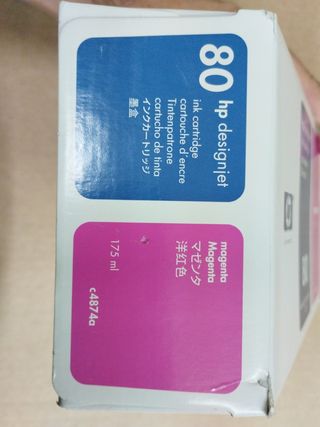 80 hp designjet
ink cartridge
cartouche d'encre
Tintenpatrone
cartucho de tinta
インクカートリッジ
墨盒
magenta
Magenta
マゼンタ
洋红色
175 ml
c4874a